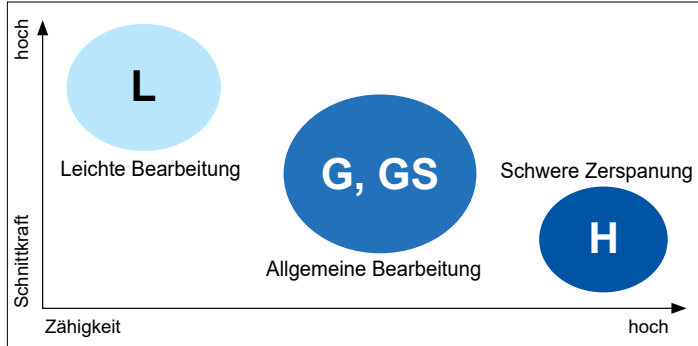 hoch
L
Leichte Bearbeitung
G, GS
Schwere Zerspanung
H
Allgemeine Bearbeitung
Schnittkraft
Zähigkeit
hoch